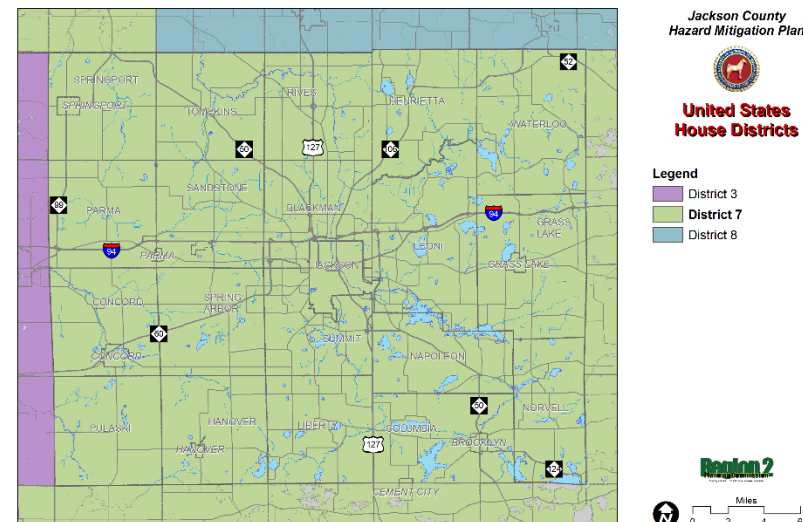 Jackson County
Hazard Mitigation Plan
United States
House Districts
Legend
District 3
District 7
District 8
Region 2
Miles
0 2 4 6
N
52
SPRINGPORT
SPRINGPORT
RIVES
HENRIETTA
TOMPKINS
WATERLOO
50
127
106
SANDSTONE
99
PARMA
BLACKMAN
94
GRASS
LAKE
94
PARMA
LEONI
JACKSON
GRASS LAKE
CONCORD
SPRING
ARBOR
60
SUMMIT
CONCORD
NAPOLEON
50
NORVELL
PULASKI
HANOVER
LIBERTY
COLUMBIA
HANOVER
127
BROOKLYN
124
CEMENT CITY